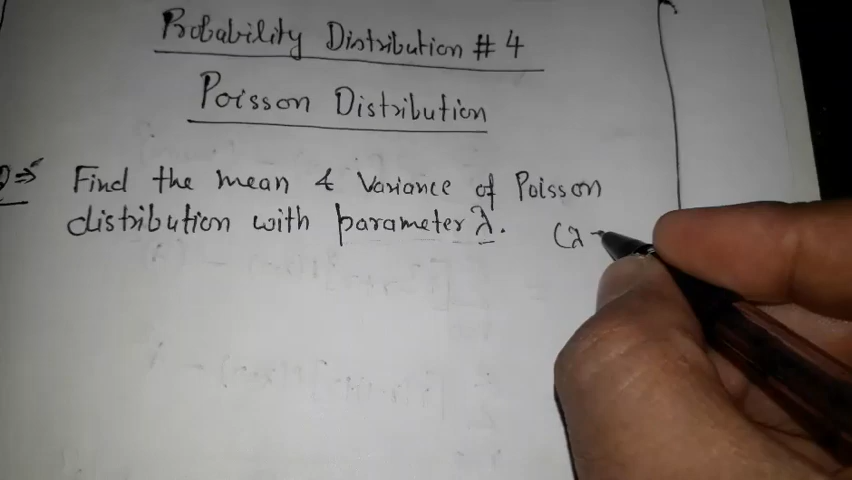 Probability Distribution # 4
Poisson Distribution
Q⇒ Find the mean & Variance of Poisson
distribution with parameter λ. (λ